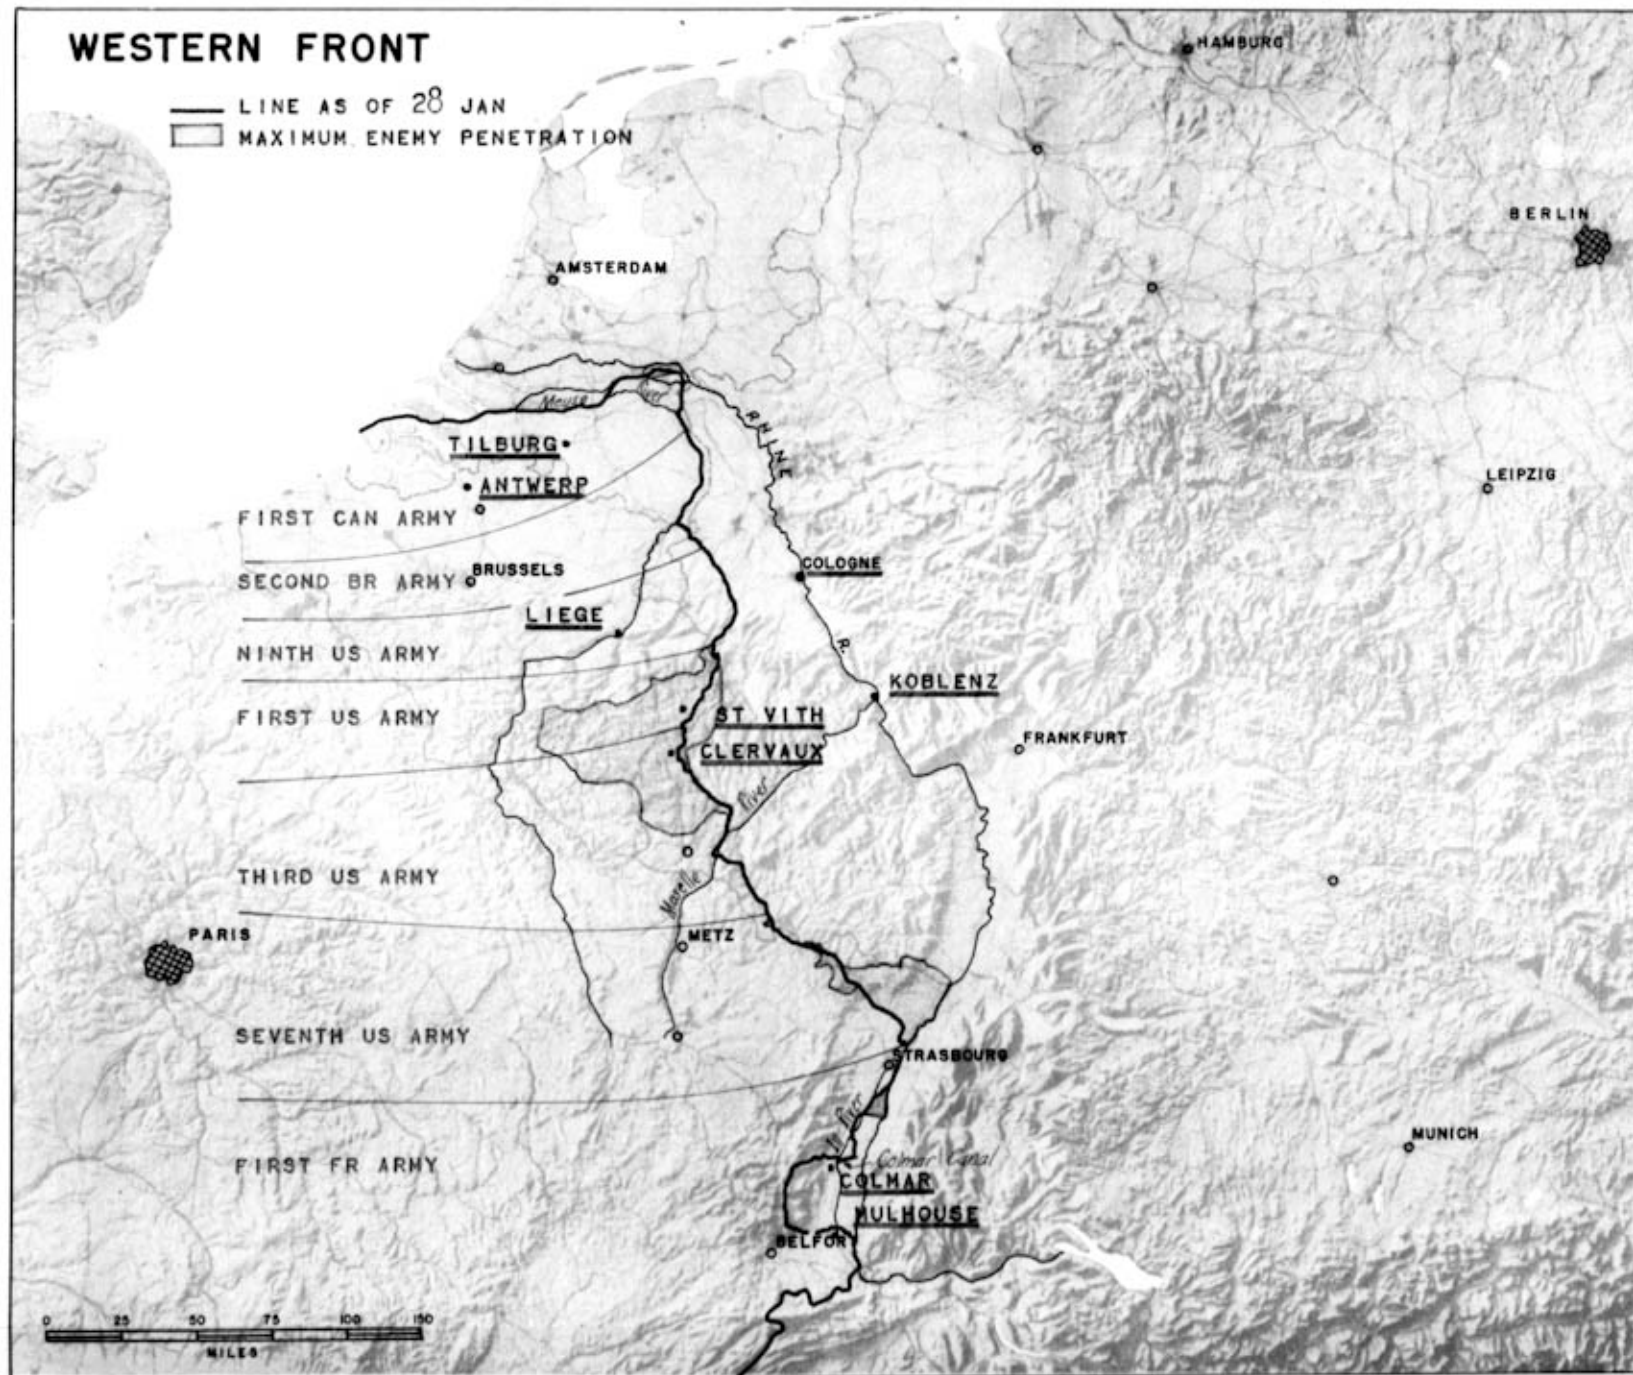 WESTERN FRONT
LINE AS OF 28 JAN
MAXIMUM ENEMY PENETRATION
HAMBURG
BERLIN
AMSTERDAM
Meuse River
RHINE R.
TILBURG
ANTWERP
LEIPZIG
FIRST CAN ARMY
COLOGNE
BRUSSELS
SECOND BR ARMY
LIEGE
NINTH US ARMY
KOBLENZ
FIRST US ARMY
ST VITH
FRANKFURT
CLERVAUX
Moselle River
THIRD US ARMY
PARIS
METZ
SEVENTH US ARMY
STRASBOURG
Ill River
MUNICH
FIRST FR ARMY
Colmar Canal
COLMAR
MULHOUSE
BELFORT
0 25 50 75 100 150
MILES